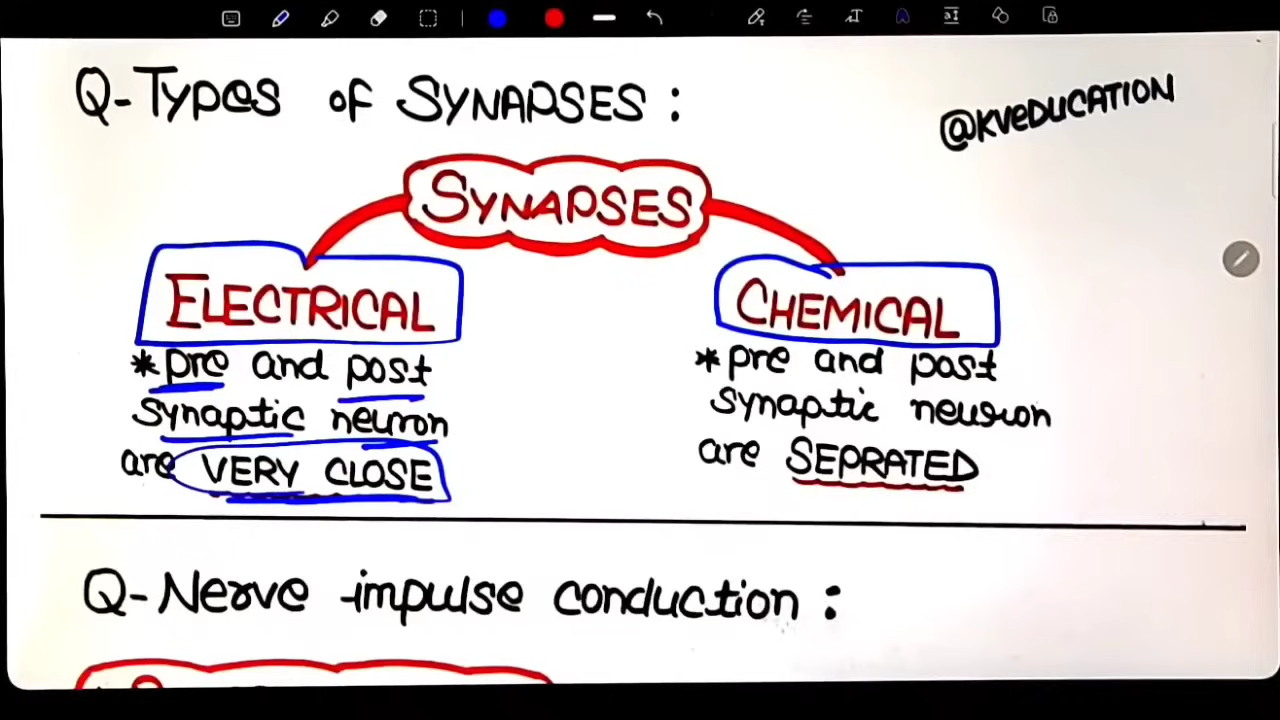 Q-Types of SYNAPSES :
@KVEDUCATION
SYNAPSES
ELECTRICAL
*pre and post
synaptic neuron
are VERY CLOSE
CHEMICAL
*pre and post
synaptic neuron
are SEPRATED
Q-Nerve impulse conduction :